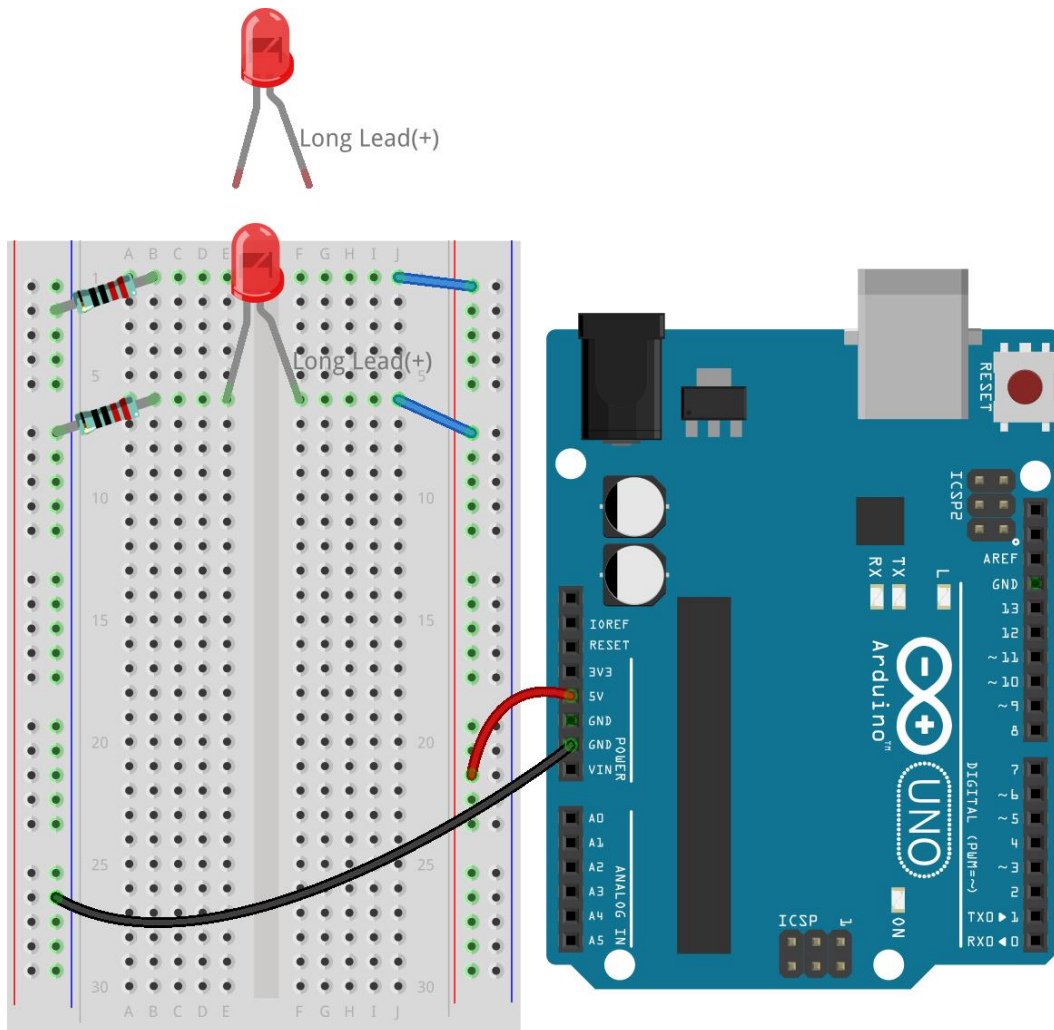 Long Lead(+)
A B C D E F G H I J
1
Long Lead(+)
5 5
10 10
15 15
20 20
25 25
30 30
A B C D E F G H I J
RESET
ICSP2
AREF
GND
13
12
~11
~10
~9
8
7
~6
~5
4
~3
2
TX0▶1
RX0◀0
DIGITAL (PWM=~)
RX
TX
L
Arduino™
UNO
ON
ICSP
1
IOREF
RESET
3V3
5V
GND
GND
VIN
POWER
A0
A1
A2
A3
A4
A5
ANALOG IN